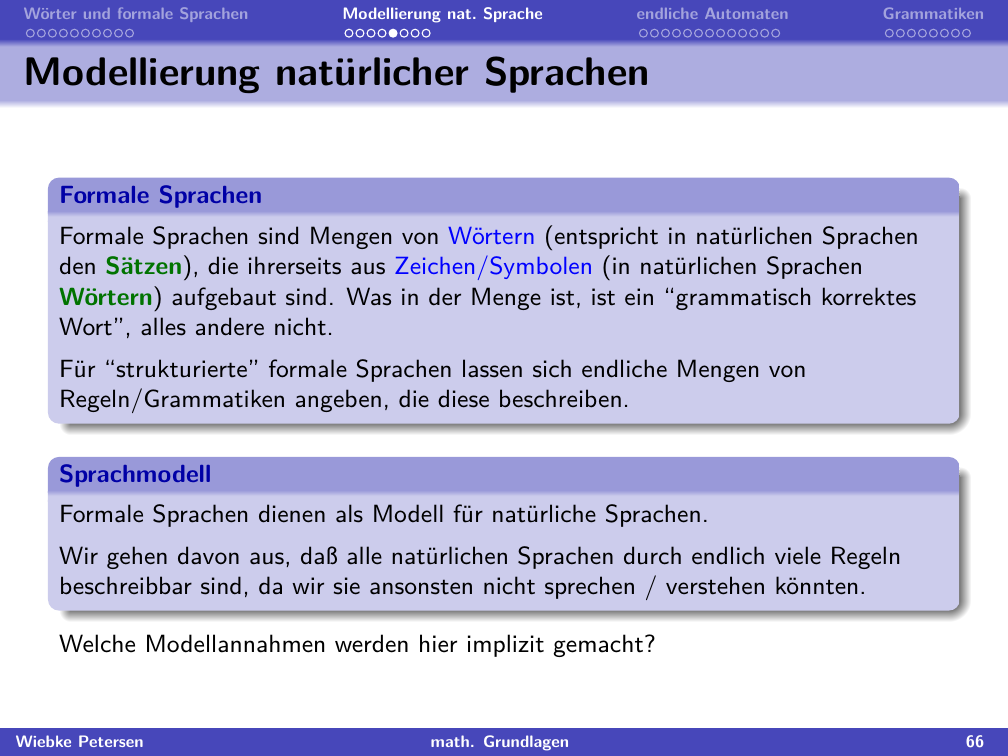 Wörter und formale Sprachen
Modellierung nat. Sprache
endliche Automaten
Grammatiken
Modellierung natürlicher Sprachen
Formale Sprachen
Formale Sprachen sind Mengen von Wörtern (entspricht in natürlichen Sprachen
den Sätzen), die ihrerseits aus Zeichen/Symbolen (in natürlichen Sprachen
Wörtern) aufgebaut sind. Was in der Menge ist, ist ein “grammatisch korrektes
Wort”, alles andere nicht.
Für “strukturierte” formale Sprachen lassen sich endliche Mengen von
Regeln/Grammatiken angeben, die diese beschreiben.
Sprachmodell
Formale Sprachen dienen als Modell für natürliche Sprachen.
Wir gehen davon aus, daß alle natürlichen Sprachen durch endlich viele Regeln
beschreibbar sind, da wir sie ansonsten nicht sprechen / verstehen könnten.
Welche Modellannahmen werden hier implizit gemacht?
Wiebke Petersen
math. Grundlagen
66